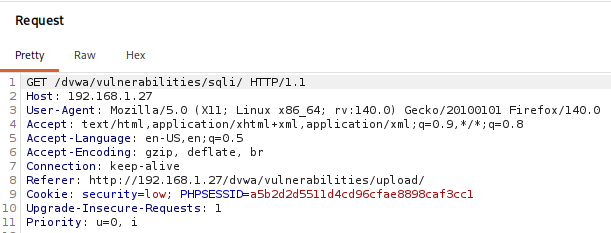 Request
Pretty Raw Hex
1 GET /dvwa/vulnerabilities/sqli/ HTTP/1.1
2 Host: 192.168.1.27
3 User-Agent: Mozilla/5.0 (X11; Linux x86_64; rv:140.0) Gecko/20100101 Firefox/140.0
4 Accept: text/html,application/xhtml+xml,application/xml;q=0.9,*/*;q=0.8
5 Accept-Language: en-US,en;q=0.5
6 Accept-Encoding: gzip, deflate, br
7 Connection: keep-alive
8 Referer: http://192.168.1.27/dvwa/vulnerabilities/upload/
9 Cookie: security=low; PHPSESSID=a5b2d2d5511d4cd96cfae8898caf3cc1
10 Upgrade-Insecure-Requests: 1
11 Priority: u=0, i